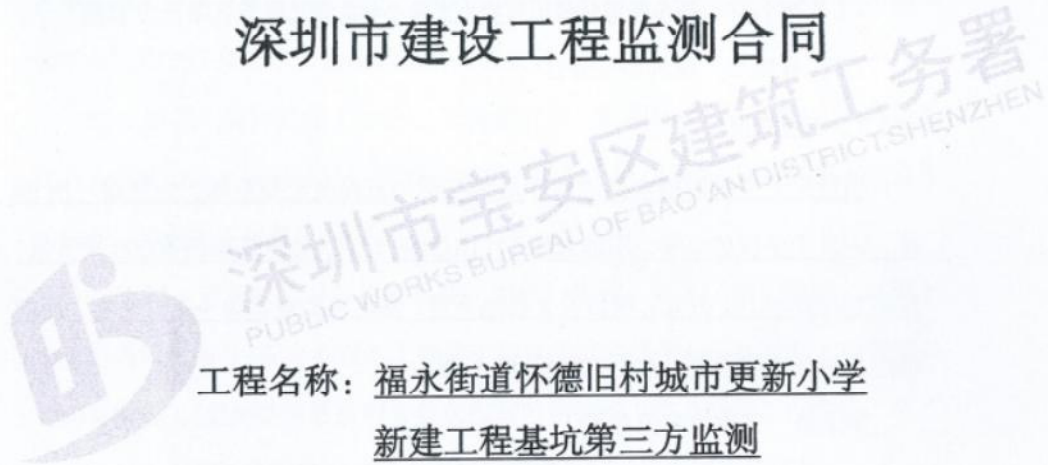 深圳市建设工程监测合同
深圳市宝安区建筑工务署
PUBLIC WORKS BUREAU OF BAO'AN DISTRICT SHENZHEN
工程名称：福永街道怀德旧村城市更新小学
新建工程基坑第三方监测